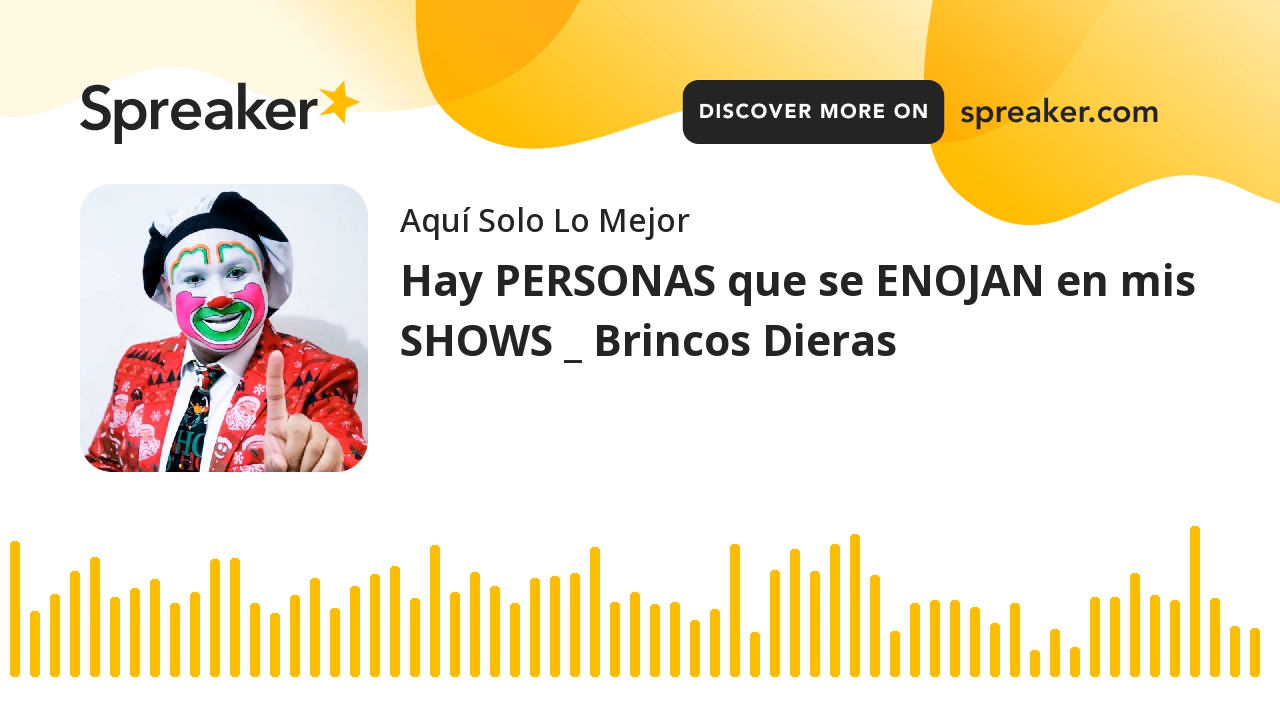 Spreaker
DISCOVER MORE ON
spreaker.com
Aquí Solo Lo Mejor
Hay PERSONAS que se ENOJAN en mis
SHOWS _ Brincos Dieras